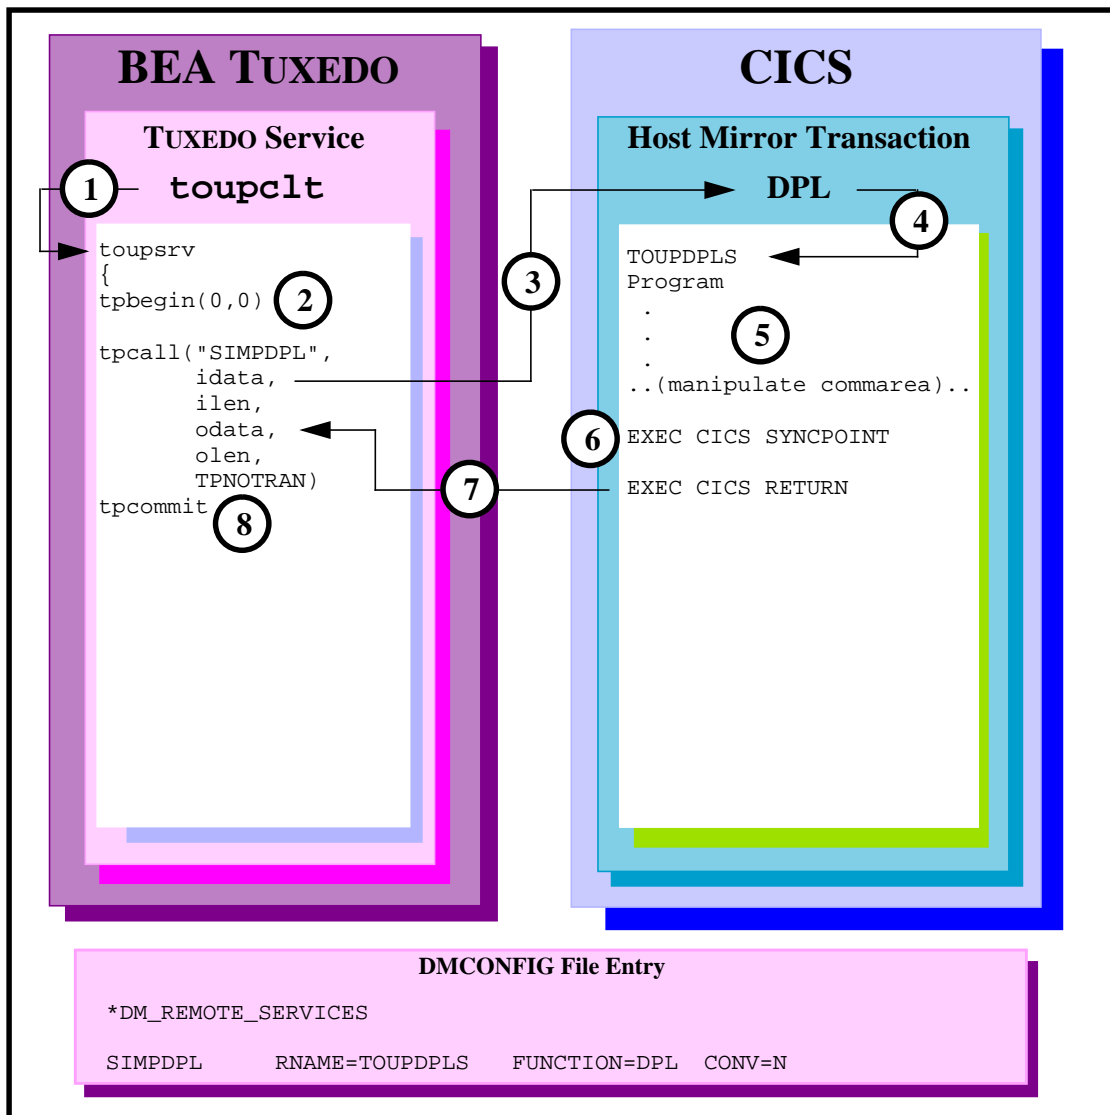 BEA TUXEDO
TUXEDO Service
1
toupclt
toupsrv
{
tpbegin(0,0)
2
tpcall("SIMPDPL",
idata,
ilen,
odata,
olen,
TPNOTRAN)
tpcommit
8
3
7
CICS
Host Mirror Transaction
DPL
4
TOUPDPLS
Program
.
.
5
.
..(manipulate commarea)..
6
EXEC CICS SYNCPOINT
EXEC CICS RETURN
DMCONFIG File Entry
*DM_REMOTE_SERVICES
SIMPDPL RNAME=TOUPDPLS FUNCTION=DPL CONV=N